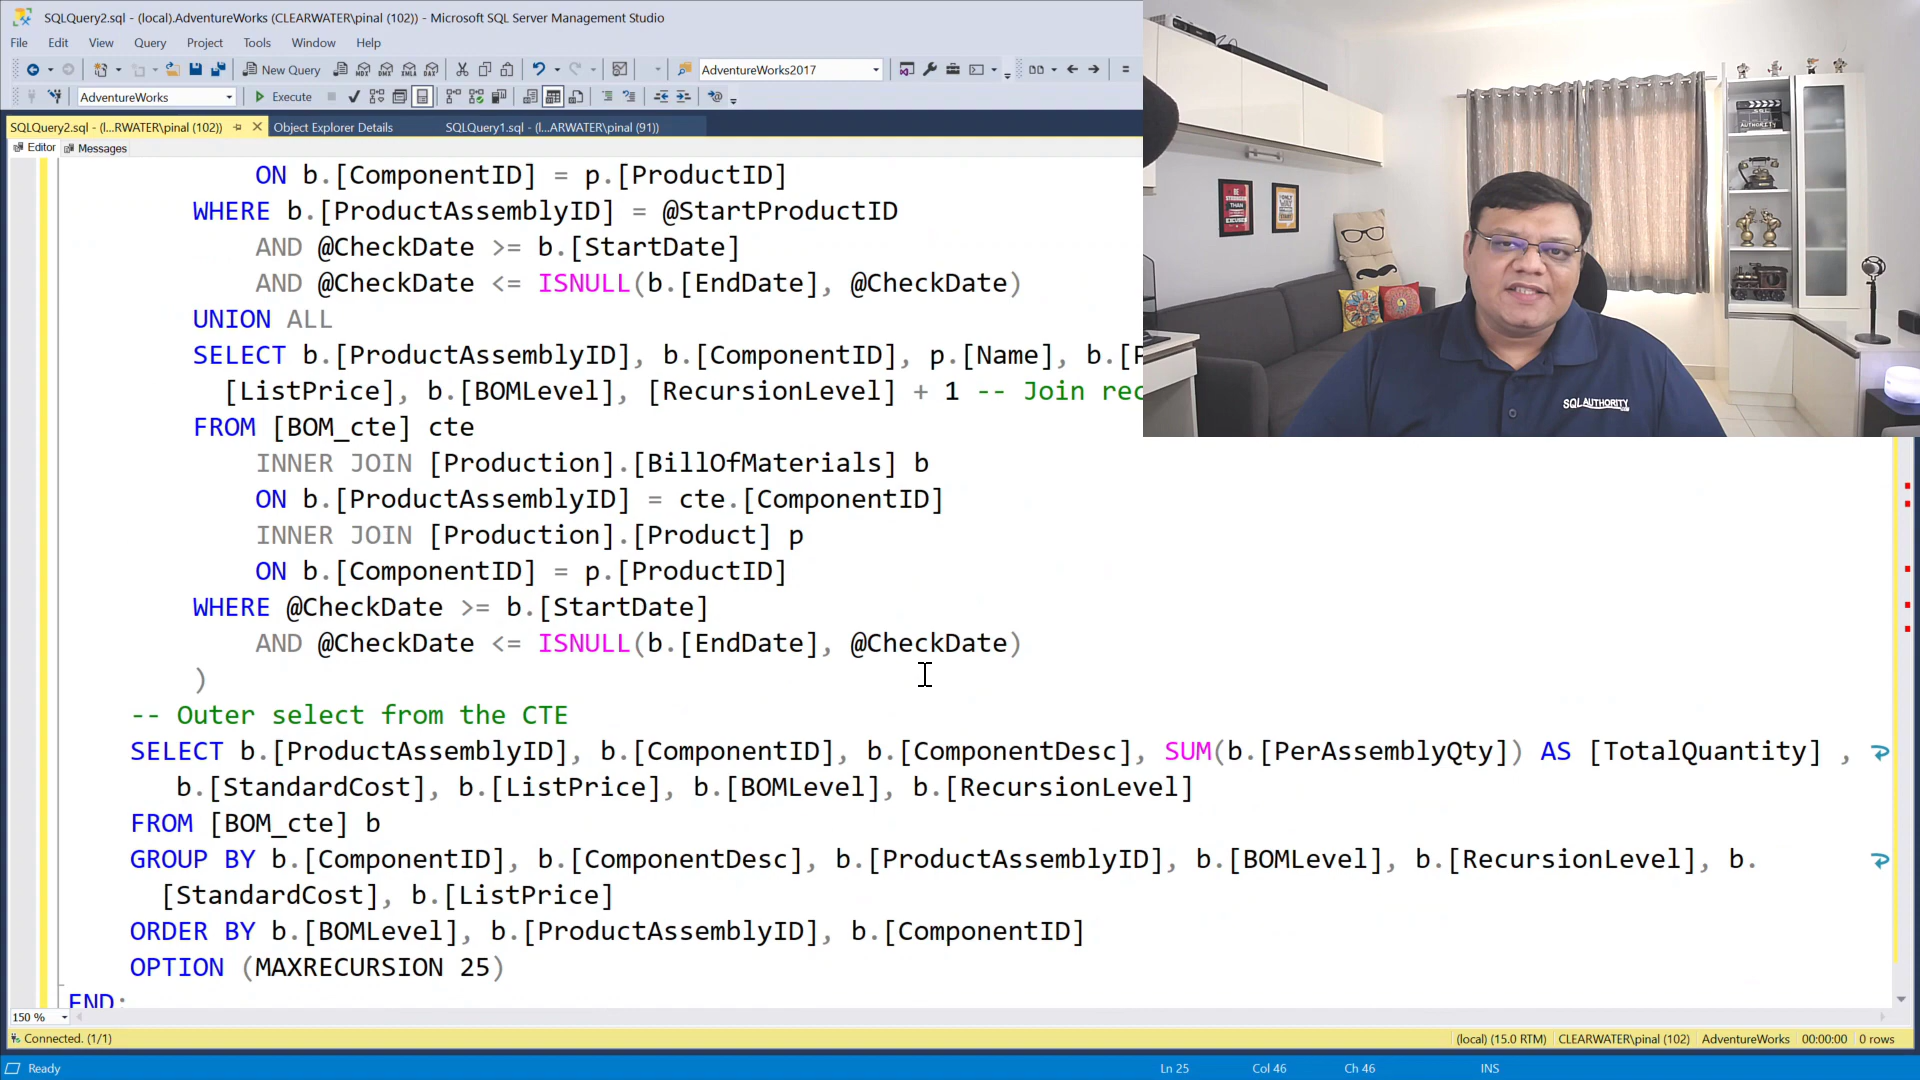 SQLQuery2.sql - (local).AdventureWorks (CLEARWATER\pinal (102)) - Microsoft SQL Server Management Studio
File Edit View Query Project Tools Window Help
New Query AdventureWorks2017
AdventureWorks Execute
SQLQuery2.sql - (l...RWATER\pinal (102)) Object Explorer Details SQLQuery1.sql - (l...ARWATER\pinal (91))
Editor Messages
ON b.[ComponentID] = p.[ProductID]
WHERE b.[ProductAssemblyID] = @StartProductID
AND @CheckDate >= b.[StartDate]
AND @CheckDate <= ISNULL(b.[EndDate], @CheckDate)
UNION ALL
SELECT b.[ProductAssemblyID], b.[ComponentID], p.[Name], b.[P
[ListPrice], b.[BOMLevel], [RecursionLevel] + 1 -- Join rec
FROM [BOM_cte] cte
INNER JOIN [Production].[BillOfMaterials] b
ON b.[ProductAssemblyID] = cte.[ComponentID]
INNER JOIN [Production].[Product] p
ON b.[ComponentID] = p.[ProductID]
WHERE @CheckDate >= b.[StartDate]
AND @CheckDate <= ISNULL(b.[EndDate], @CheckDate)
)
-- Outer select from the CTE
SELECT b.[ProductAssemblyID], b.[ComponentID], b.[ComponentDesc], SUM(b.[PerAssemblyQty]) AS [TotalQuantity] ,
b.[StandardCost], b.[ListPrice], b.[BOMLevel], b.[RecursionLevel]
FROM [BOM_cte] b
GROUP BY b.[ComponentID], b.[ComponentDesc], b.[ProductAssemblyID], b.[BOMLevel], b.[RecursionLevel], b.
[StandardCost], b.[ListPrice]
ORDER BY b.[BOMLevel], b.[ProductAssemblyID], b.[ComponentID]
OPTION (MAXRECURSION 25)
END;
150 %
Connected. (1/1) (local) (15.0 RTM) CLEARWATER\pinal (102) AdventureWorks 00:00:00 0 rows
Ready Ln 25 Col 46 Ch 46 INS
BE STRONGER THAN EXCUSES
SQL AUTHORITY
SQLAUTHORITY